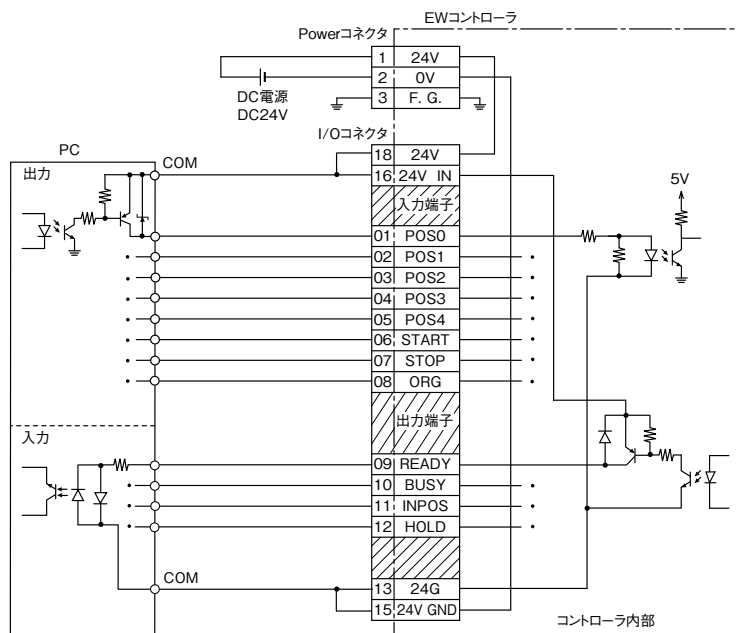 EWコントローラ
Powerコネクタ
1 24V
2 0V
3 F. G.
DC電源
DC24V
I/Oコネクタ
PC
出力
COM
18 24V
16 24V IN
入力端子
5V
01 POS0
02 POS1
03 POS2
04 POS3
05 POS4
06 START
07 STOP
08 ORG
出力端子
入力
09 READY
10 BUSY
11 INPOS
12 HOLD
COM
13 24G
15 24V GND
コントローラ内部